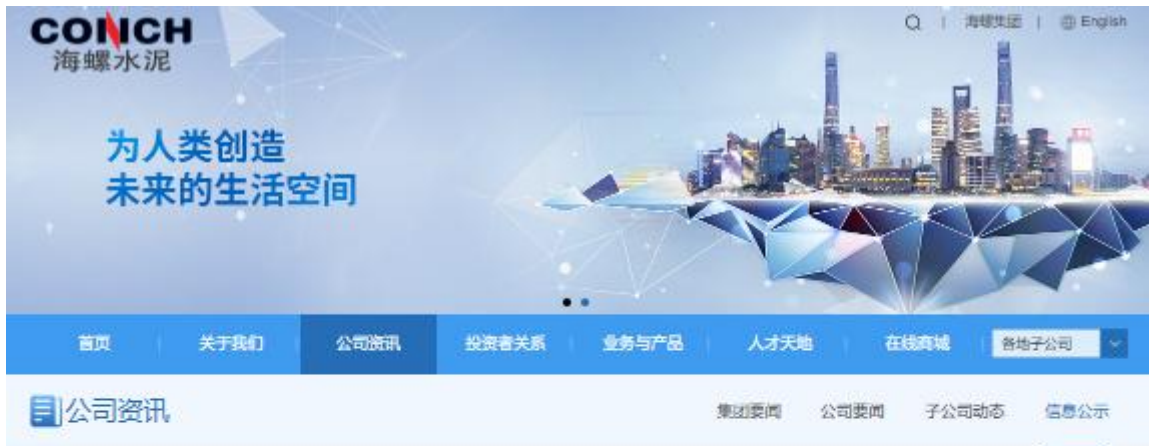 CONCH
海螺水泥
海螺集团 | English
为人类创造
未来的生活空间
首页 关于我们 公司资讯 投资者关系 业务与产品 人才天地 在线商城 各地子公司
公司资讯
集团要闻 公司要闻 子公司动态 信息公示